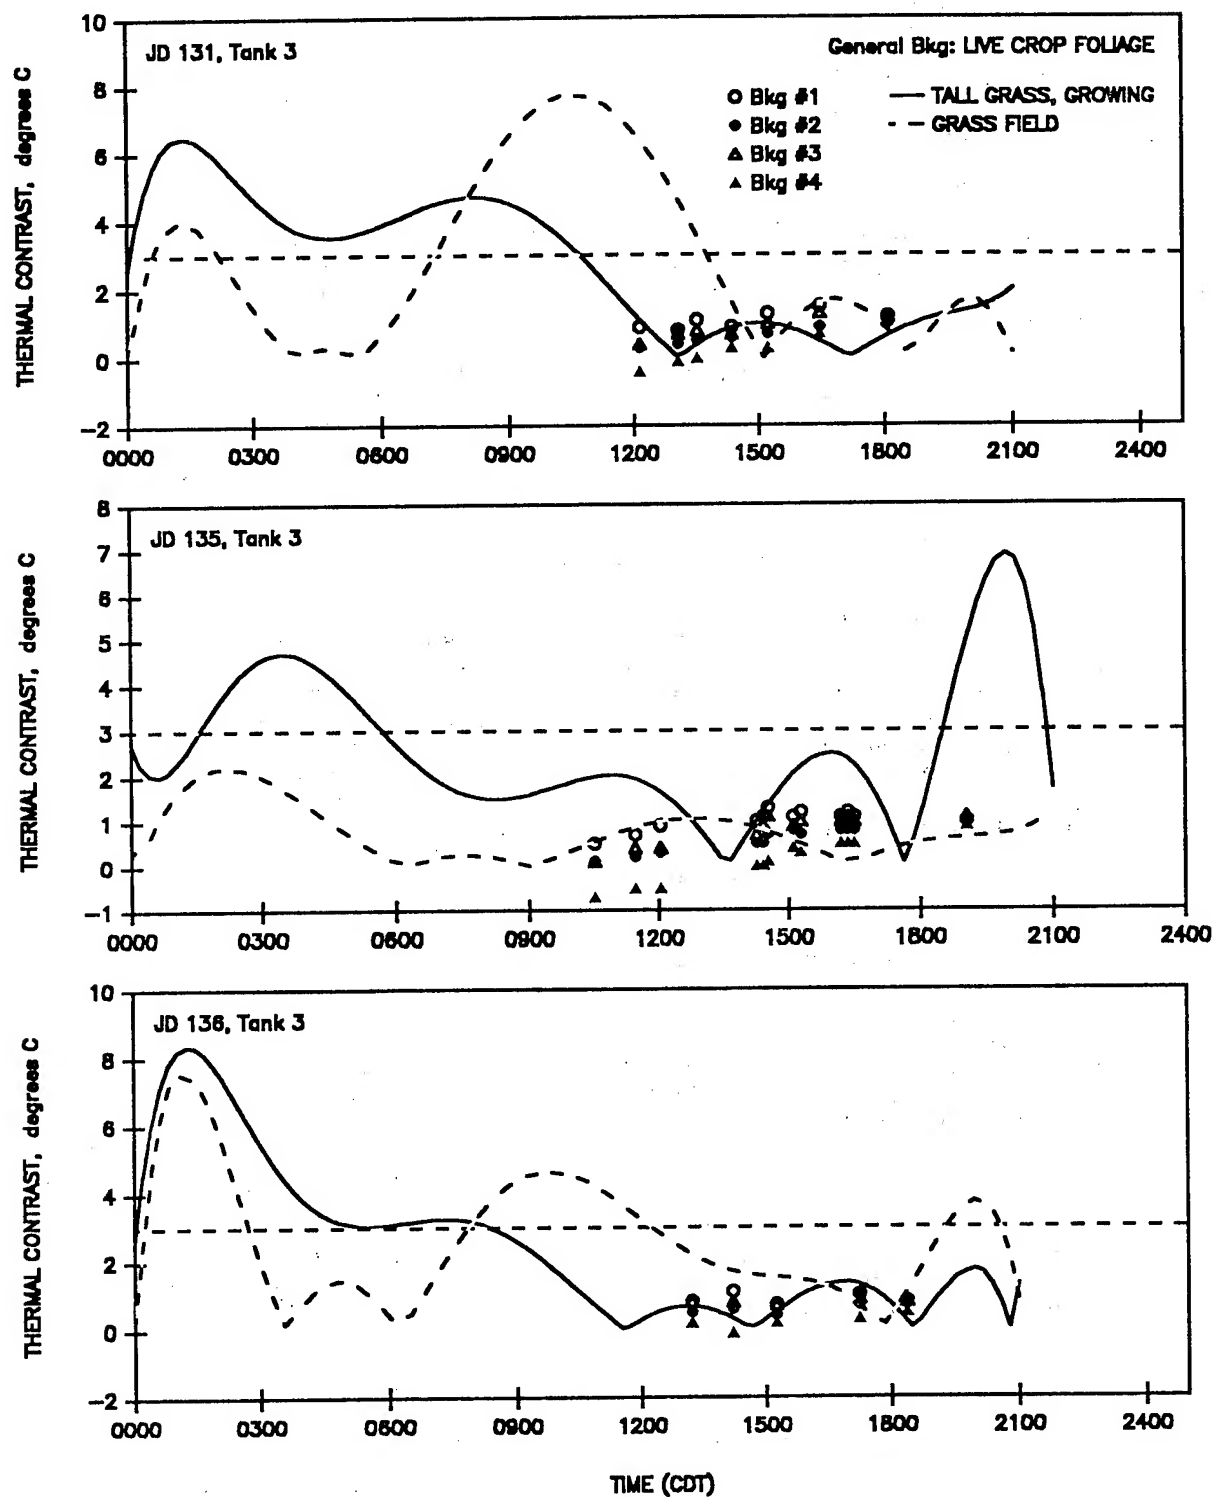 THERMAL CONTRAST, degrees C
10
8
6
4
2
0
-2
JD 131, Tank 3
General Bkg: LIVE CROP FOLIAGE
Bkg #1
Bkg #2
Bkg #3
Bkg #4
TALL GRASS, GROWING
GRASS FIELD
0000 0300 0600 0900 1200 1500 1800 2100 2400
THERMAL CONTRAST, degrees C
8
7
6
5
4
3
2
1
0
-1
JD 135, Tank 3
0000 0300 0600 0900 1200 1500 1800 2100 2400
THERMAL CONTRAST, degrees C
10
8
6
4
2
0
-2
JD 136, Tank 3
0000 0300 0600 0900 1200 1500 1800 2100 2400
TIME (CDT)